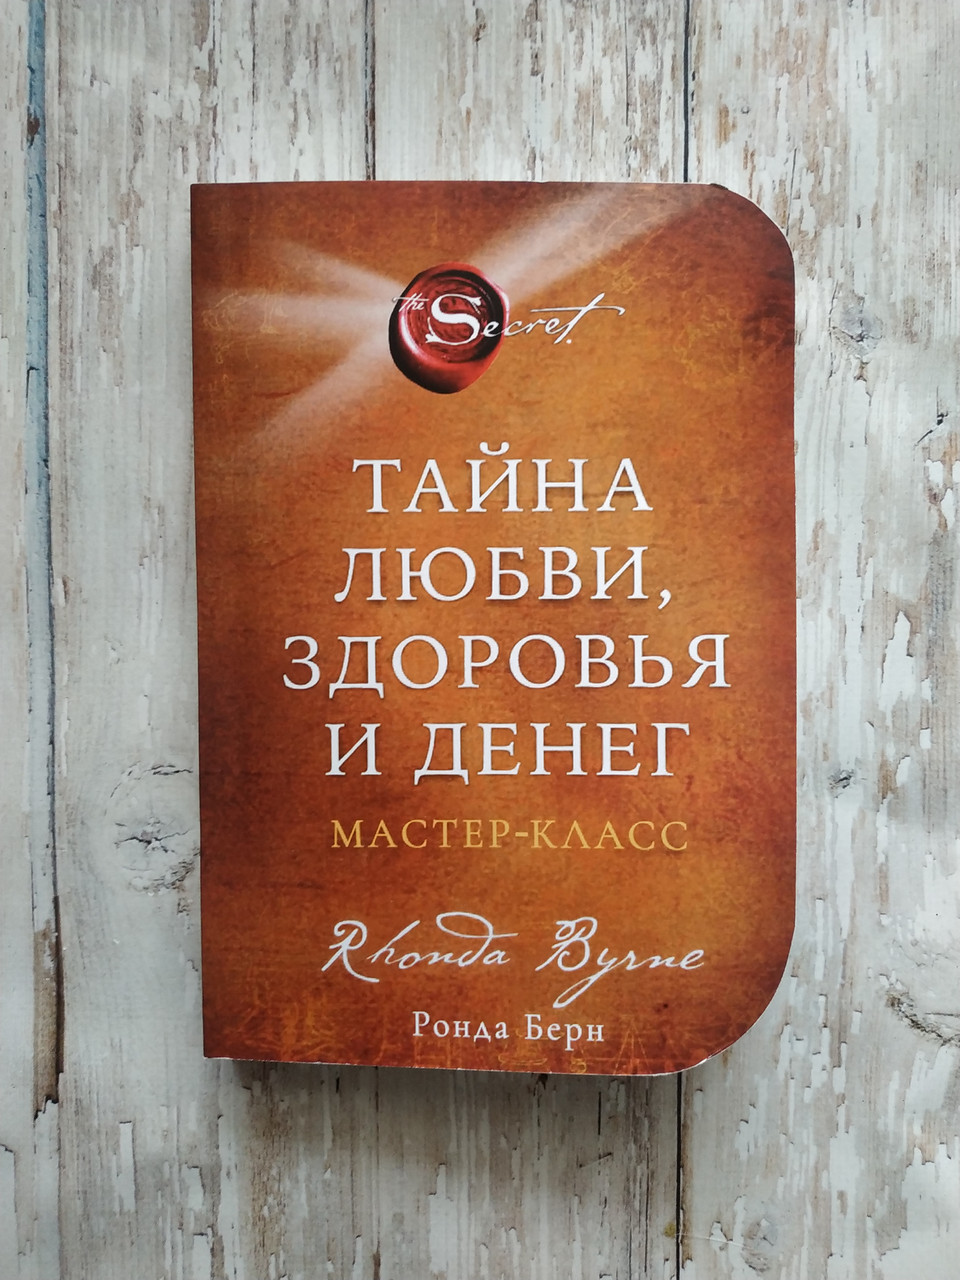 the Secret
ТАЙНА
ЛЮБВИ,
ЗДОРОВЬЯ
И ДЕНЕГ
МАСТЕР-КЛАСС
Rhonda Byrne
Ронда Берн